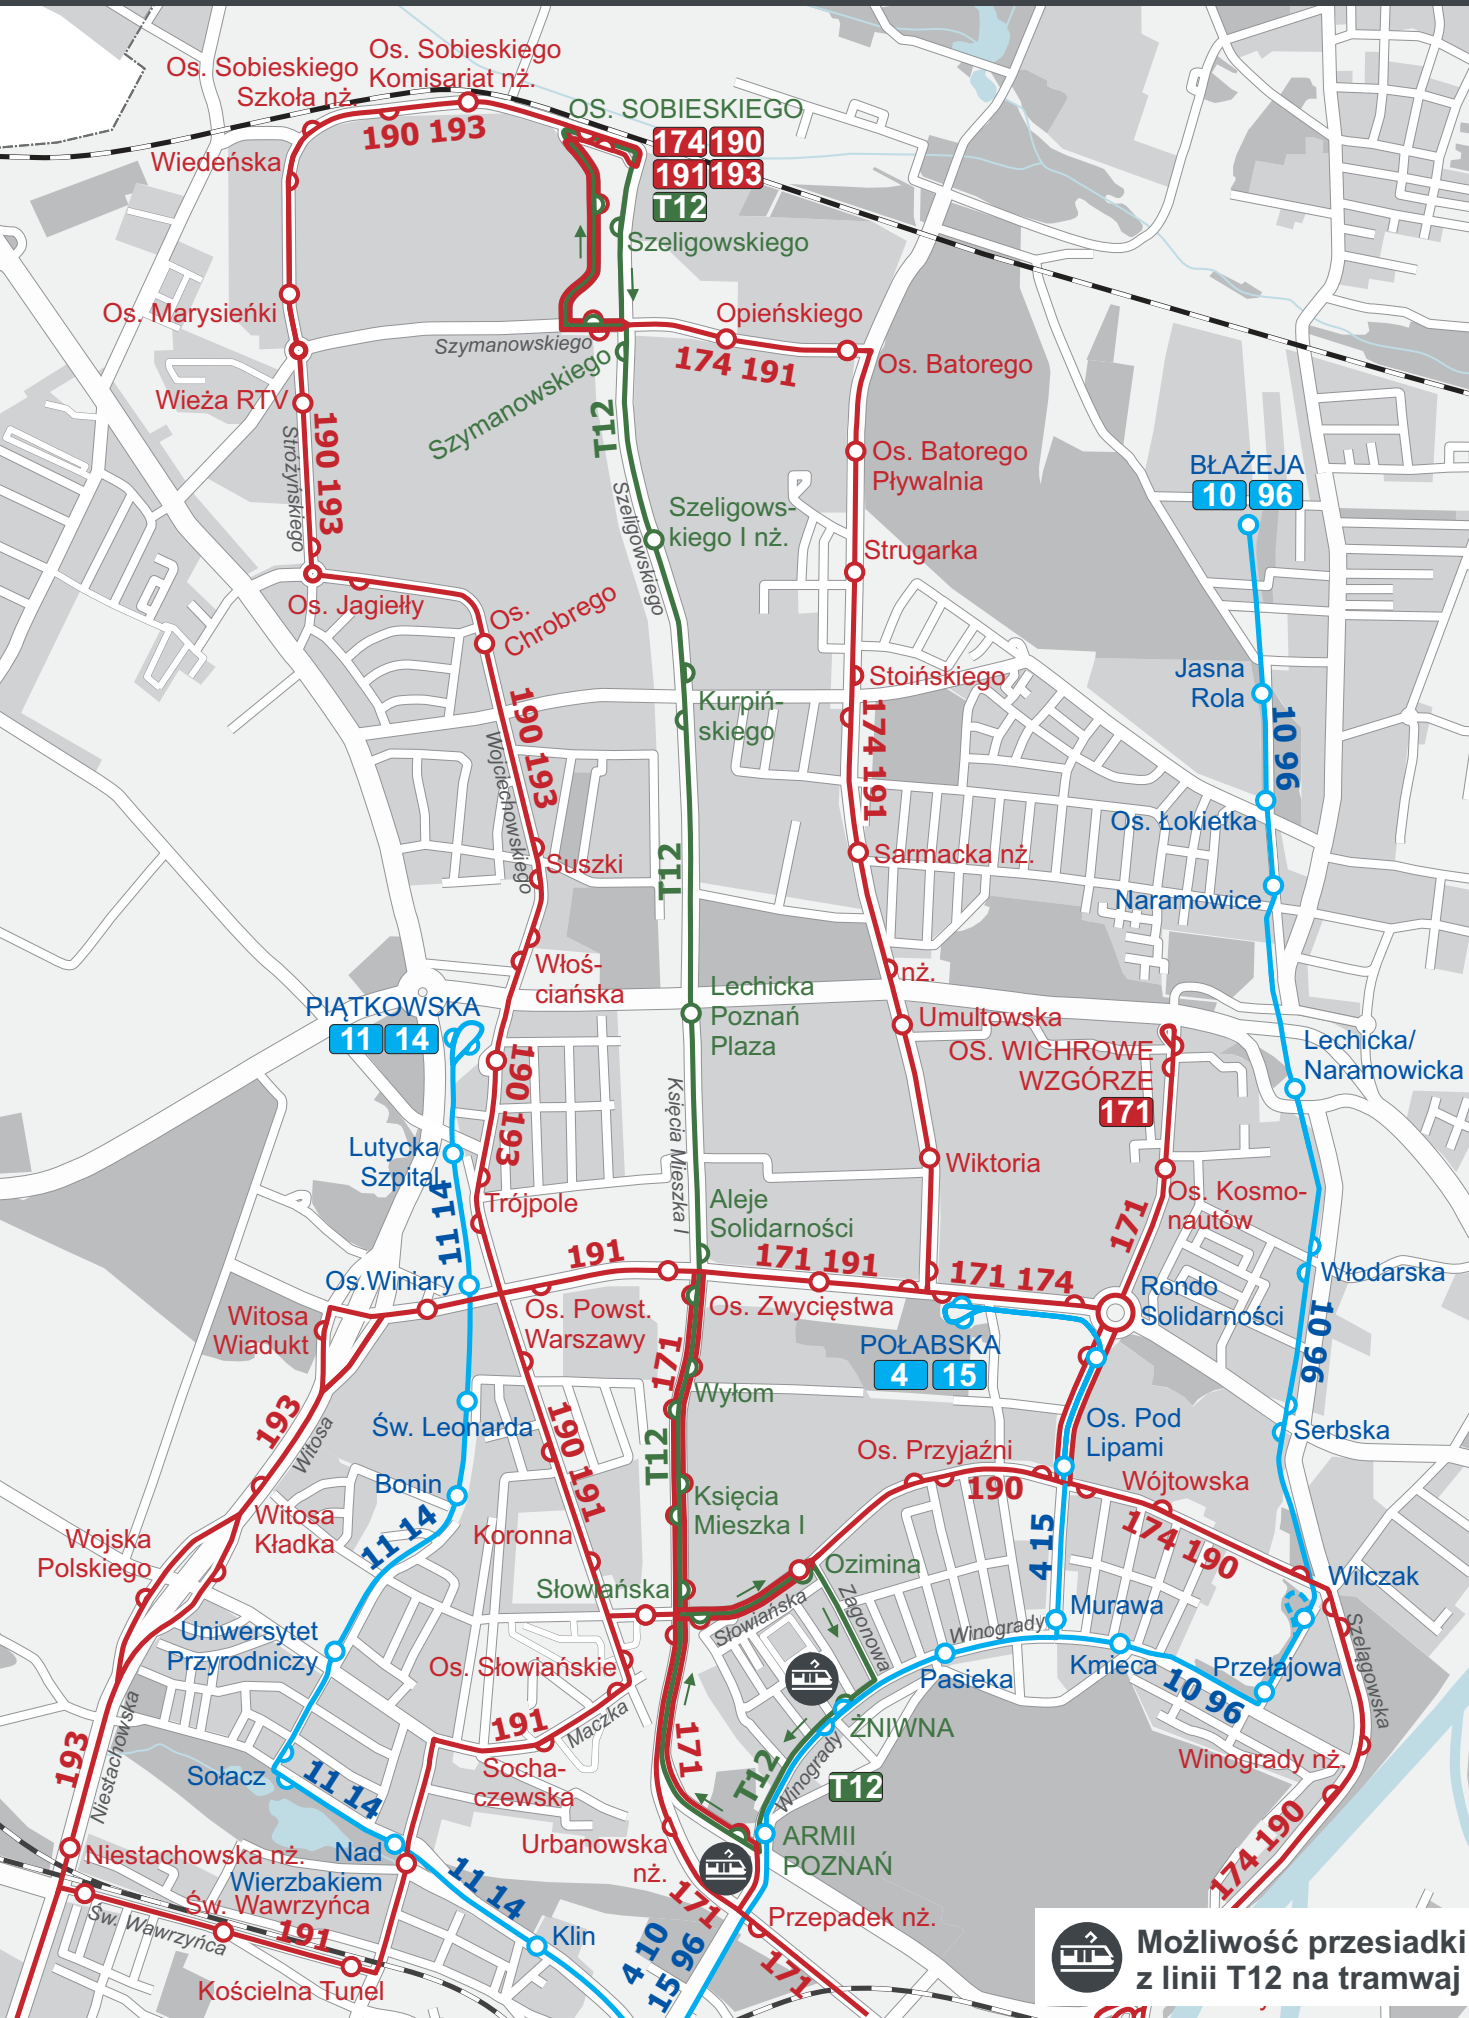 Os. Sobieskiego
Szkoła nż.
Os. Sobieskiego
Komisariat nż.
OS. SOBIESKIEGO
174 190
191 193
T12
190 193
Wiedeńska
Szeligowskiego
Os. Marysieńki
Opieńskiego
Szymanowskiego
174 191
Os. Batorego
Szymanowskiego
Wieża RTV
T12
190 193
Stróżyńskiego
Os. Batorego
Pływalnia
BŁAŻEJA
10 96
Szeligowskiego
Szeligows-
kiego I nż.
Strugarka
Os. Jagiełły
Os.
Chrobrego
Stoińskiego
Jasna
Rola
Kurpiń-
skiego
190 193
Wojciechowskiego
174 191
10 96
Os. Łokietka
T12
Suszki
Sarmacka nż.
Naramowice
Włoś-
ciańska
nż.
PIĄTKOWSKA
11 14
Lechicka
Poznań
Plaza
Umultowska
OS. WICHROWE
WZGÓRZE
171
Lechicka/
Naramowicka
190 193
Księcia Mieszka I
Lutycka
Szpital
Wiktoria
11 14
Trójpole
Os. Kosmo-
nautów
Aleje
Solidarności
171
191
171 191
171 174
Os.Winiary
Włodarska
Witosa
Wiadukt
Os. Powst.
Warszawy
Os. Zwycięstwa
Rondo
Solidarności
POŁABSKA
4 15
10 96
171
Wyłom
193
Witosa
Św. Leonarda
190 191
T12
Os. Pod
Lipami
Serbska
Os. Przyjaźni
190
Wójtowska
Bonin
Księcia
Mieszka I
Witosa
Kładka
11 14
Koronna
Wojska
Polskiego
4 15
174 190
Ozimina
Słowiańska
Wilczak
Słowiańska
Zagonowa
Winogrady
Murawa
Szelągowska
Uniwersytet
Przyrodniczy
Os. Słowiańskie
Pasieka
Kmieca
Przełajowa
10 96
193
Niestachowska
191
Maczka
171
ŻNIWNA
T12
T12
Winogrady
Sołacz
11 14
Socha-
czewska
Winogrady nż.
174 190
Urbanowska
nż.
ARMII
POZNAŃ
Niestachowska nż.
Nad
Wierzbakiem
11 14
Św. Wawrzyńca
Św. Wawrzyńca
191
171
Przepadek nż.
Klin
4 10
15 96
171
Kościelna Tunel
Możliwość przesiadki
z linii T12 na tramwaj